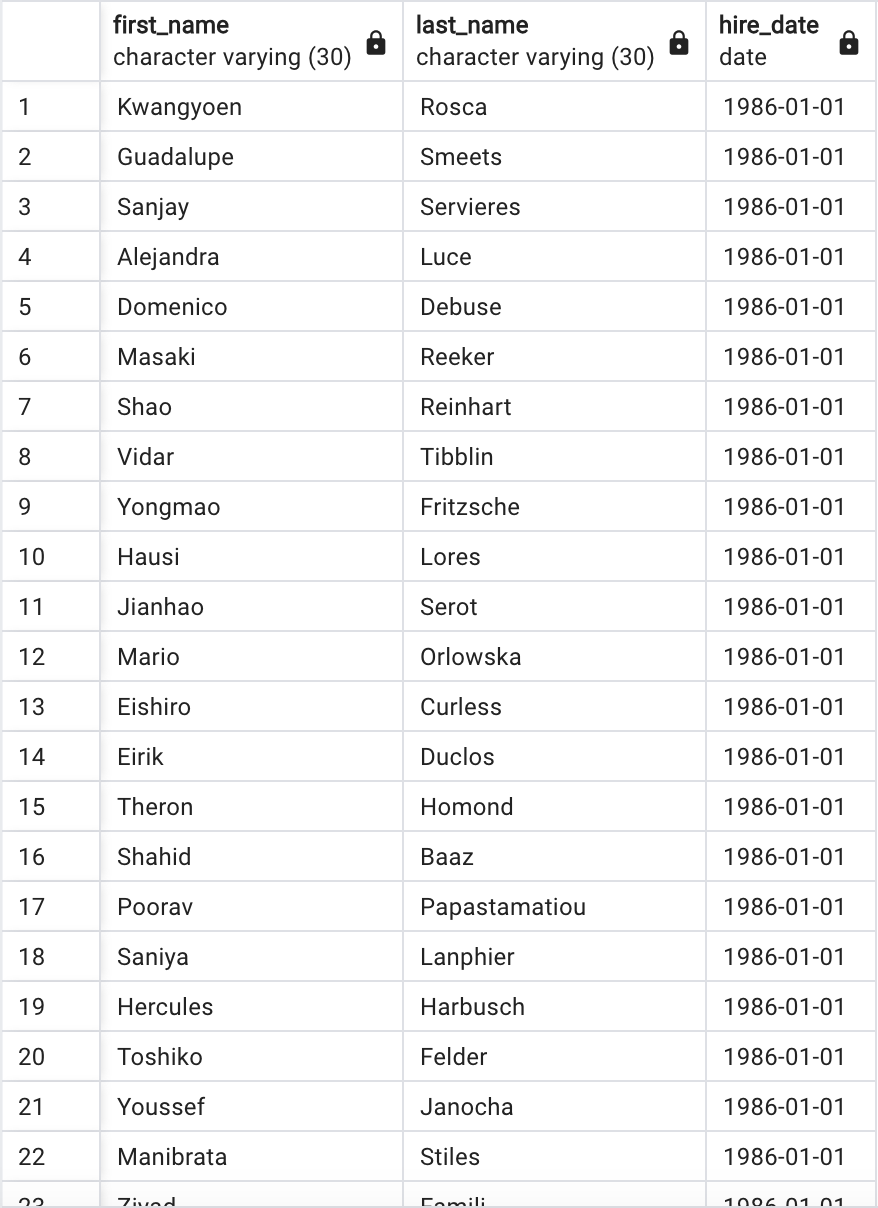 first_name last_name hire_date
character varying (30) character varying (30) date
1 Kwangyoen Rosca 1986-01-01
2 Guadalupe Smeets 1986-01-01
3 Sanjay Servieres 1986-01-01
4 Alejandra Luce 1986-01-01
5 Domenico Debuse 1986-01-01
6 Masaki Reeker 1986-01-01
7 Shao Reinhart 1986-01-01
8 Vidar Tibblin 1986-01-01
9 Yongmao Fritzsche 1986-01-01
10 Hausi Lores 1986-01-01
11 Jianhao Serot 1986-01-01
12 Mario Orlowska 1986-01-01
13 Eishiro Curless 1986-01-01
14 Eirik Duclos 1986-01-01
15 Theron Homond 1986-01-01
16 Shahid Baaz 1986-01-01
17 Poorav Papastamatiou 1986-01-01
18 Saniya Lanphier 1986-01-01
19 Hercules Harbusch 1986-01-01
20 Toshiko Felder 1986-01-01
21 Youssef Janocha 1986-01-01
22 Manibrata Stiles 1986-01-01
23 Ziyad Famili 1986-01-01